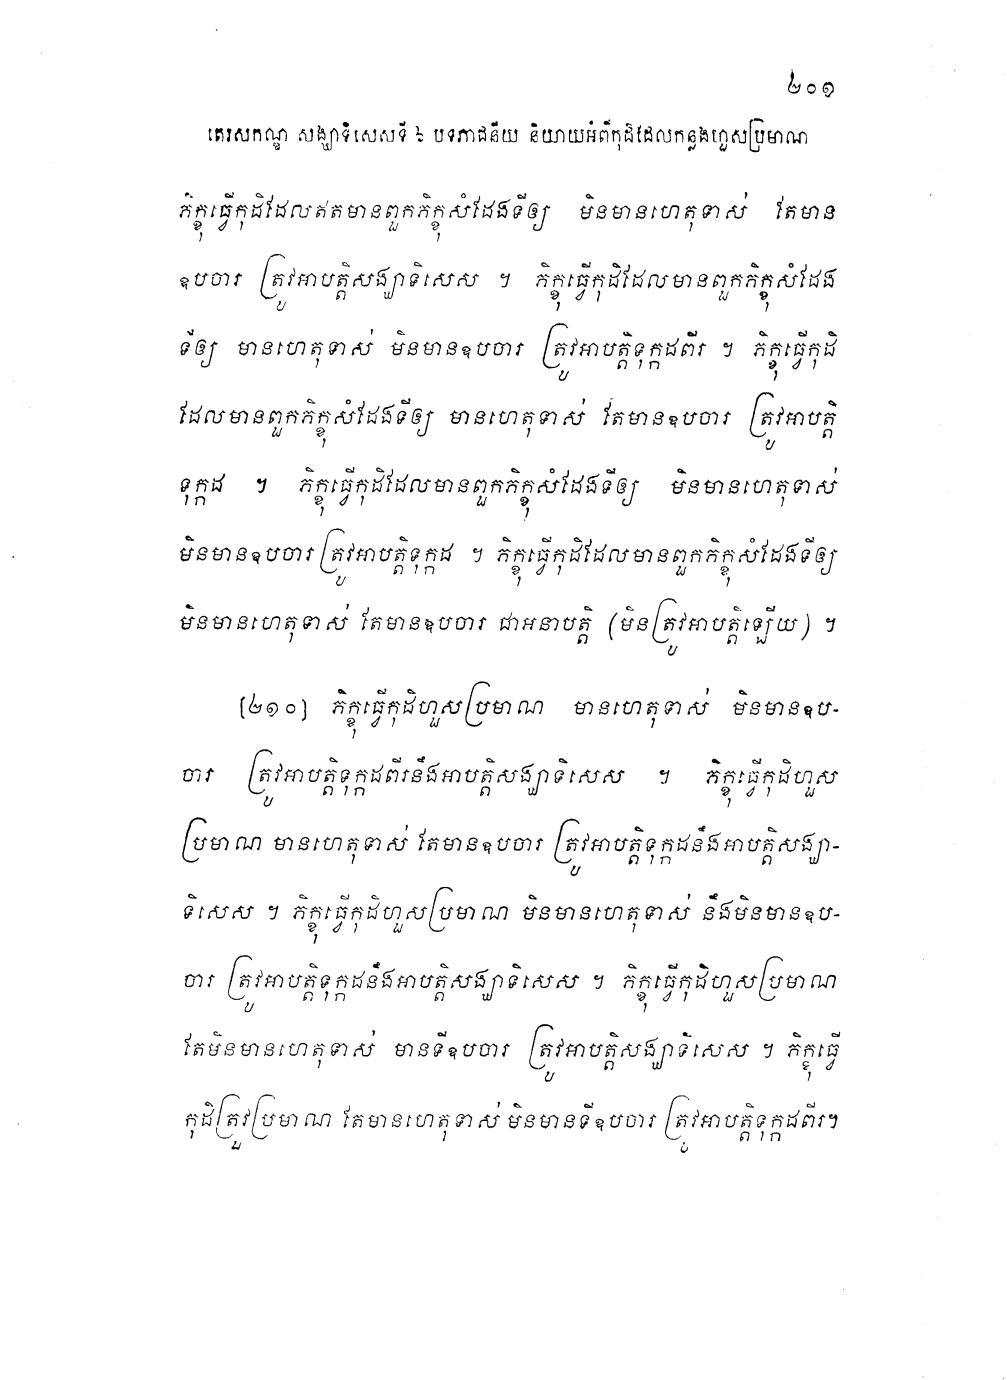 ២០១
តេរសកណ្ឌ សង្ឃាទិសេសទី ៦ បទភាជនីយ និយាយអំពីកុដិដែលកន្លងហួសប្រមាណ
ភិក្ខុធ្វើកុដិដែលឥតមានពួកភិក្ខុសំដែងទីឲ្យ មិនមានហេតុទាស់ តែមាន
ឧបចារ ត្រូវអាបត្តិសង្ឃាទិសេស ។ ភិក្ខុធ្វើកុដិដែលមានពួកភិក្ខុសំដែង
ទីឲ្យ មានហេតុទាស់ មិនមានឧបចារ ត្រូវអាបត្តិទុក្កដពីរ ។ ភិក្ខុធ្វើកុដិ
ដែលមានពួកភិក្ខុសំដែងទីឲ្យ មានហេតុទាស់ តែមានឧបចារ ត្រូវអាបត្តិ
ទុក្កដ ។ ភិក្ខុធ្វើកុដិដែលមានពួកភិក្ខុសំដែងទីឲ្យ មិនមានហេតុទាស់
មិនមានឧបចារ ត្រូវអាបត្តិទុក្កដ ។ ភិក្ខុធ្វើកុដិដែលមានពួកភិក្ខុសំដែងទីឲ្យ
មិនមានហេតុទាស់ តែមានឧបចារ ជាអនាបត្តិ (មិនត្រូវអាបត្តិឡើយ) ។
[២១០] ភិក្ខុធ្វើកុដិហួសប្រមាណ មានហេតុទាស់ មិនមានឧប-
ចារ ត្រូវអាបត្តិទុក្កដពីរនឹងអាបត្តិសង្ឃាទិសេស ។ ភិក្ខុធ្វើកុដិហួស
ប្រមាណ មានហេតុទាស់ តែមានឧបចារ ត្រូវអាបត្តិទុក្កដនឹងអាបត្តិសង្ឃា-
ទិសេស ។ ភិក្ខុធ្វើកុដិហួសប្រមាណ មិនមានហេតុទាស់ នឹងមិនមានឧប-
ចារ ត្រូវអាបត្តិទុក្កដនឹងអាបត្តិសង្ឃាទិសេស ។ ភិក្ខុធ្វើកុដិហួសប្រមាណ
តែមិនមានហេតុទាស់ មានទីឧបចារ ត្រូវអាបត្តិសង្ឃាទិសេស ។ ភិក្ខុធ្វើ
កុដិត្រូវប្រមាណ តែមានហេតុទាស់ មិនមានទីឧបចារ ត្រូវអាបត្តិទុក្កដពីរ។